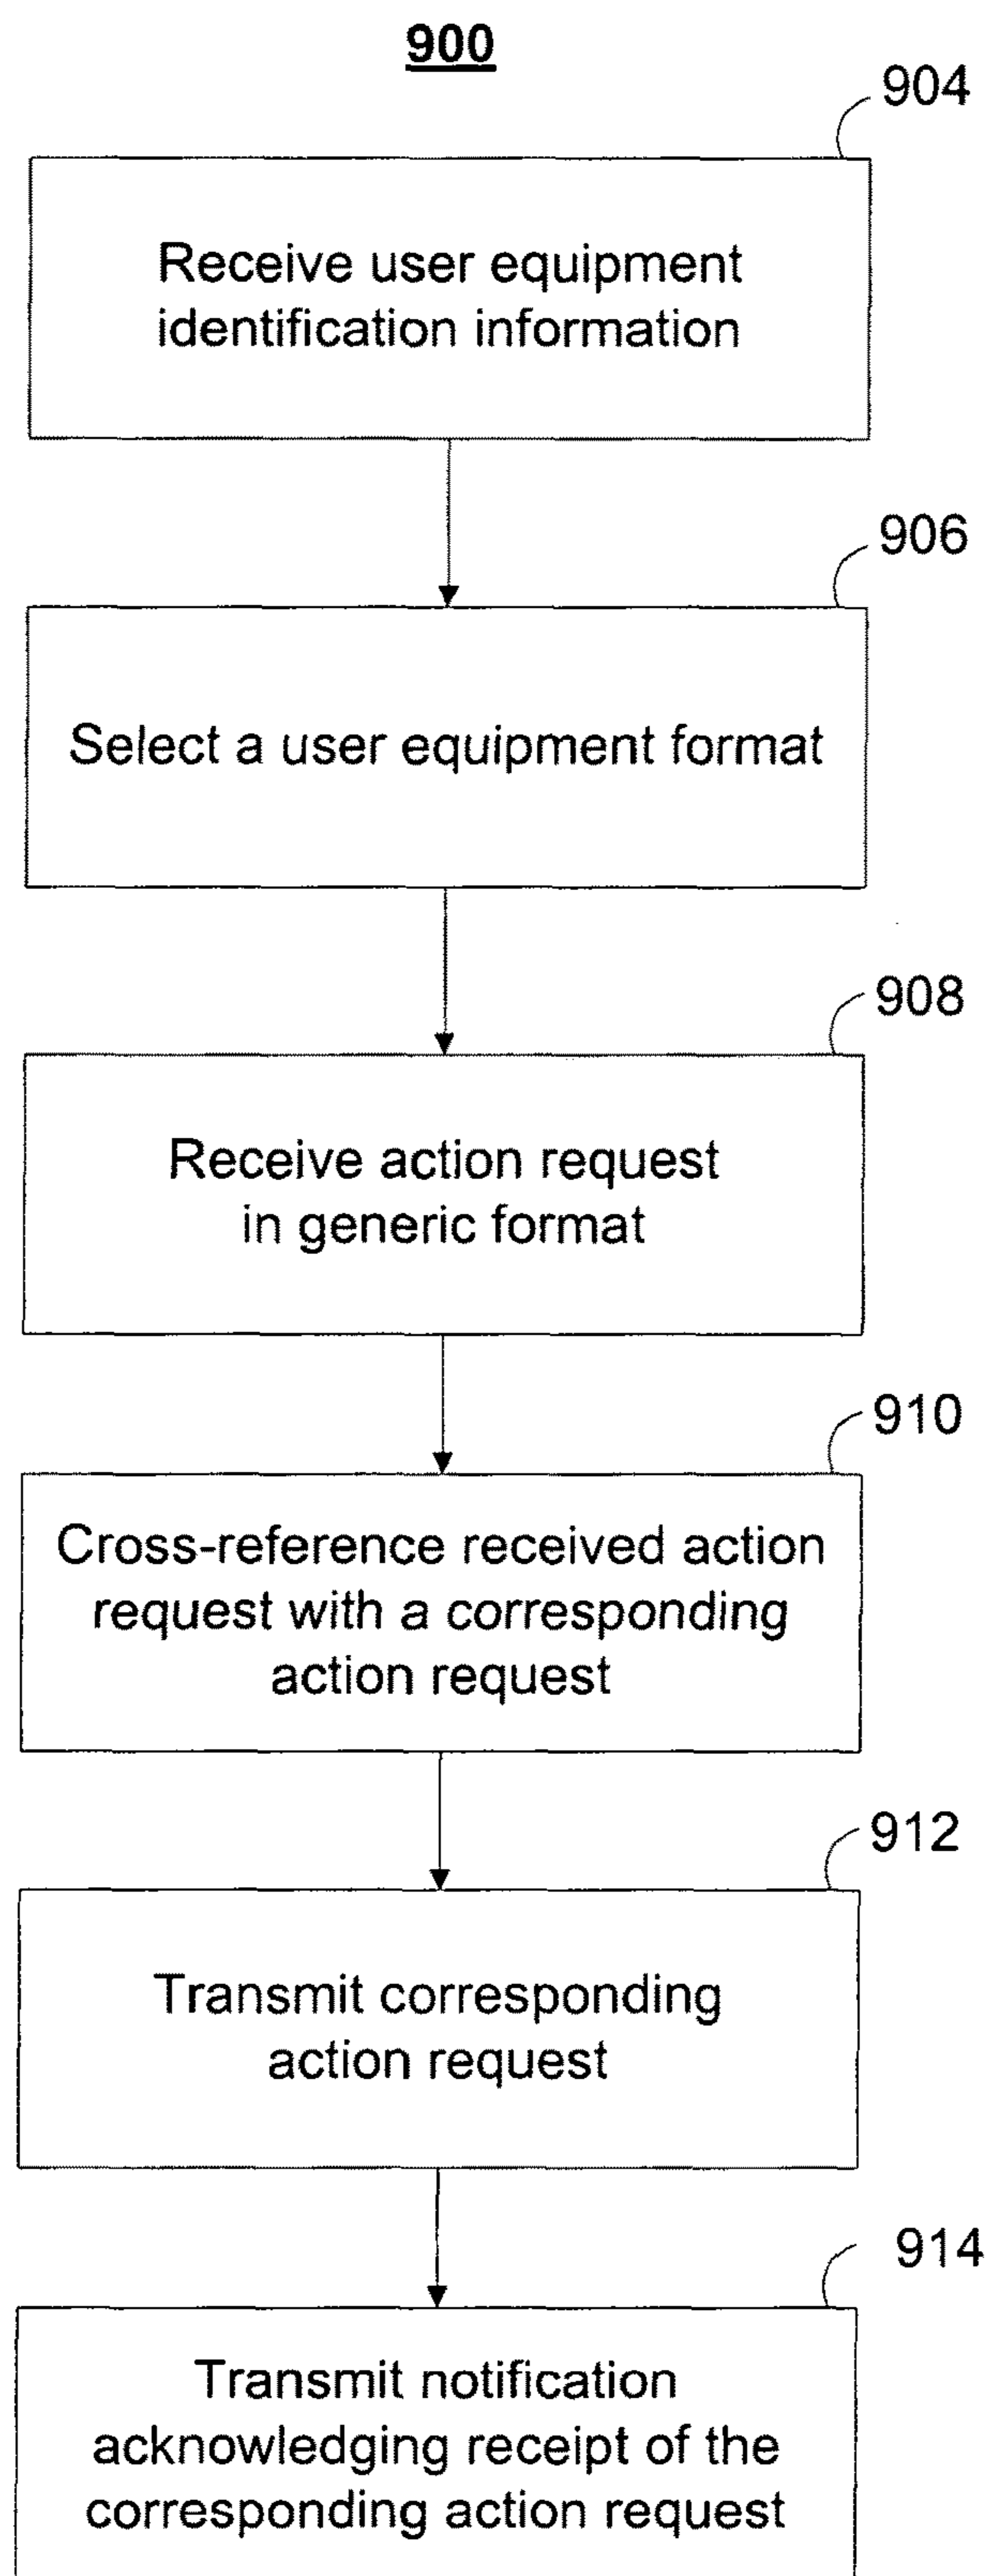 900
904
Receive user equipment
identification information
906
Select a user equipment format
908
Receive action request
in generic format
910
Cross-reference received action
request with a corresponding
action request
912
Transmit corresponding
action request
914
Transmit notification
acknowledging receipt of the
corresponding action request